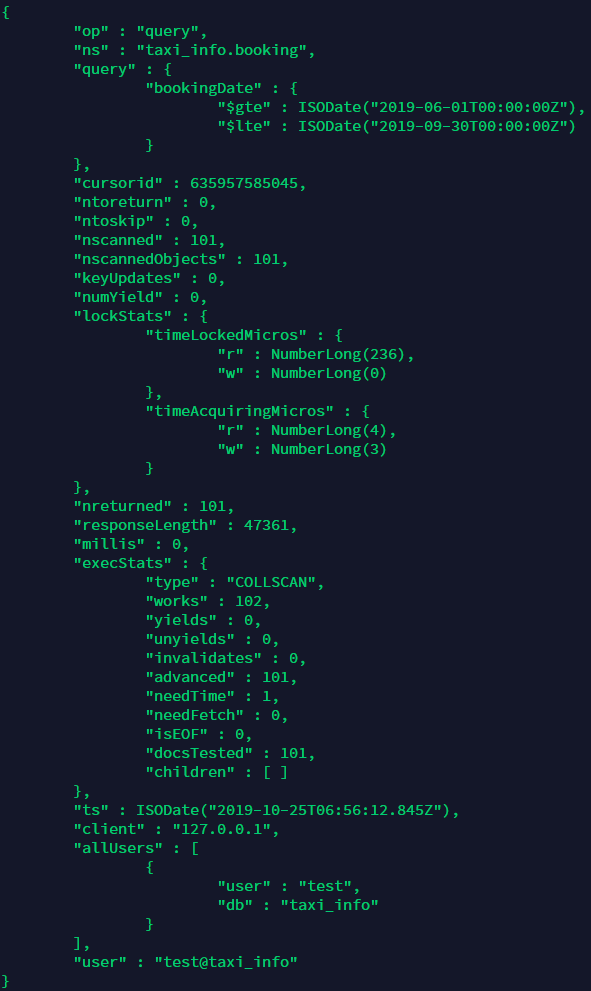 {
        "op" : "query",
        "ns" : "taxi_info.booking",
        "query" : {
                "bookingDate" : {
                        "$gte" : ISODate("2019-06-01T00:00:00Z"),
                        "$lte" : ISODate("2019-09-30T00:00:00Z")
                }
        },
        "cursorid" : 635957585045,
        "ntoreturn" : 0,
        "ntoskip" : 0,
        "nscanned" : 101,
        "nscannedObjects" : 101,
        "keyUpdates" : 0,
        "numYield" : 0,
        "lockStats" : {
                "timeLockedMicros" : {
                        "r" : NumberLong(236),
                        "w" : NumberLong(0)
                },
                "timeAcquiringMicros" : {
                        "r" : NumberLong(4),
                        "w" : NumberLong(3)
                }
        },
        "nreturned" : 101,
        "responseLength" : 47361,
        "millis" : 0,
        "execStats" : {
                "type" : "COLLSCAN",
                "works" : 102,
                "yields" : 0,
                "unyields" : 0,
                "invalidates" : 0,
                "advanced" : 101,
                "needTime" : 1,
                "needFetch" : 0,
                "isEOF" : 0,
                "docsTested" : 101,
                "children" : [ ]
        },
        "ts" : ISODate("2019-10-25T06:56:12.845Z"),
        "client" : "127.0.0.1",
        "allUsers" : [
                {
                        "user" : "test",
                        "db" : "taxi_info"
                }
        ],
        "user" : "test@taxi_info"
}